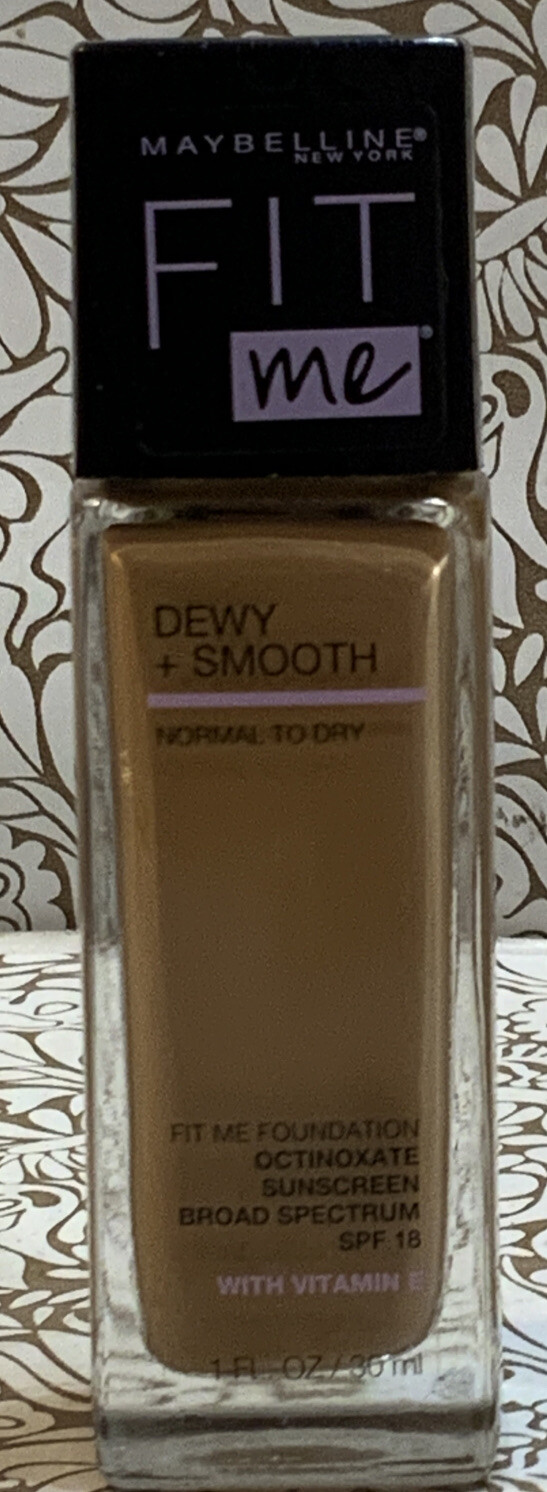 MAYBELLINE®
NEW YORK
FIT
me®
DEWY
+ SMOOTH
NORMAL TO DRY
FIT ME FOUNDATION
OCTINOXATE
SUNSCREEN
BROAD SPECTRUM
SPF 18
WITH VITAMIN E
1 FL. OZ / 30 ml